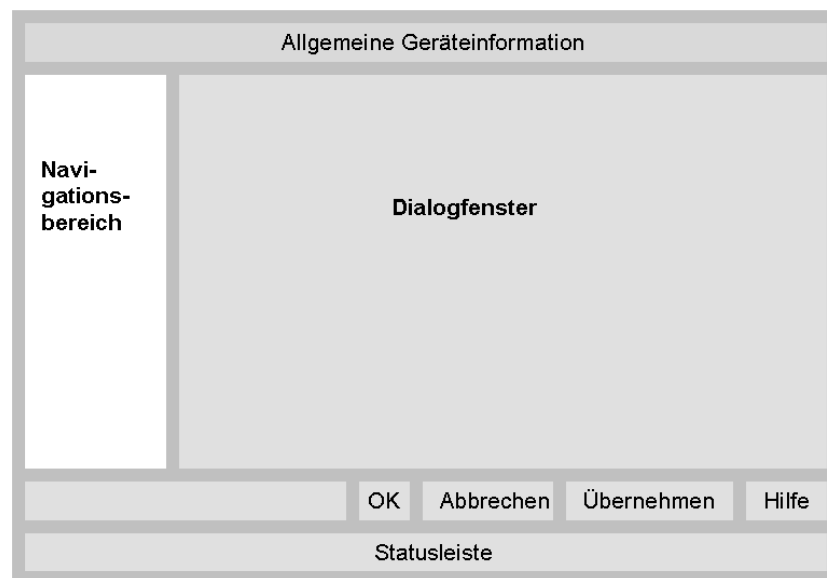 Allgemeine Geräteinformation
Navi-
gations-
bereich
Dialogfenster
OK Abbrechen Übernehmen Hilfe
Statusleiste